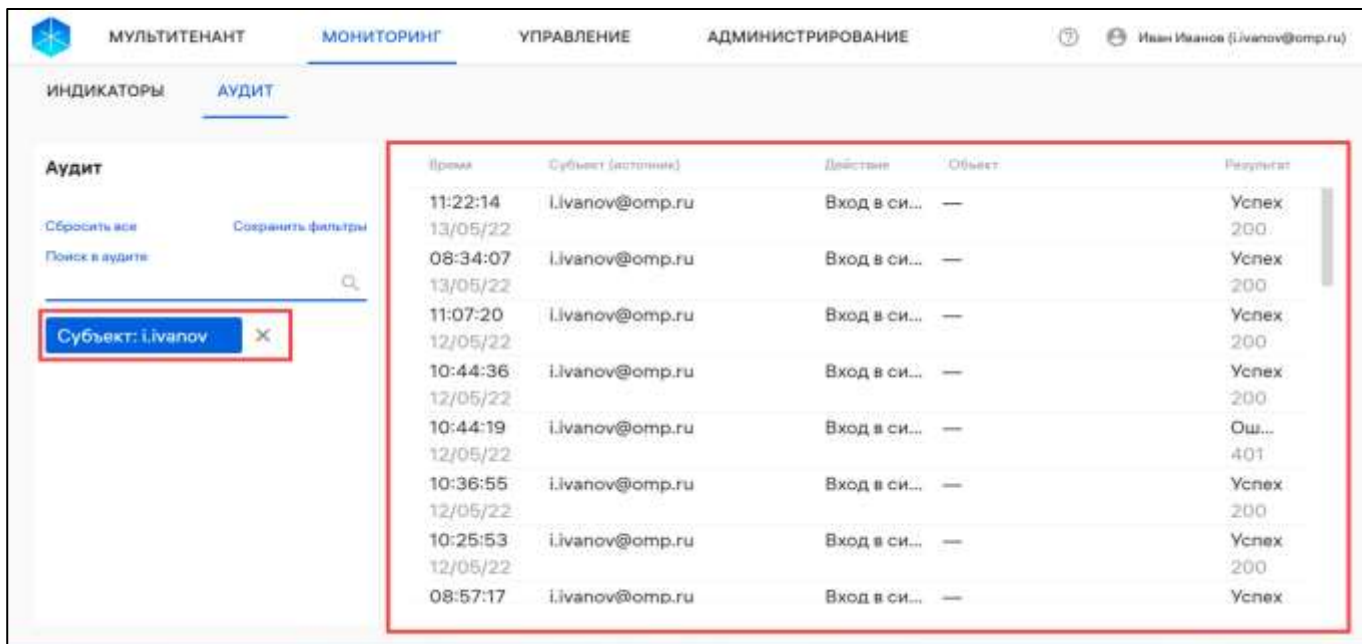 МУЛЬТИТЕНАНТ МОНИТОРИНГ УПРАВЛЕНИЕ АДМИНИСТРИРОВАНИЕ Иван Иванов (i.ivanov@omp.ru)
ИНДИКАТОРЫ АУДИТ
Аудит
Сбросить все Сохранить фильтры
Поиск в аудите
Субъект: i.ivanov
Время Субъект (источник) Действие Объект Результат
11:22:14 i.ivanov@omp.ru Вход в си... — Успех
13/05/22 200
08:34:07 i.ivanov@omp.ru Вход в си... — Успех
13/05/22 200
11:07:20 i.ivanov@omp.ru Вход в си... — Успех
12/05/22 200
10:44:36 i.ivanov@omp.ru Вход в си... — Успех
12/05/22 200
10:44:19 i.ivanov@omp.ru Вход в си... — Ош...
12/05/22 401
10:36:55 i.ivanov@omp.ru Вход в си... — Успех
12/05/22 200
10:25:53 i.ivanov@omp.ru Вход в си... — Успех
12/05/22 200
08:57:17 i.ivanov@omp.ru Вход в си... — Успех